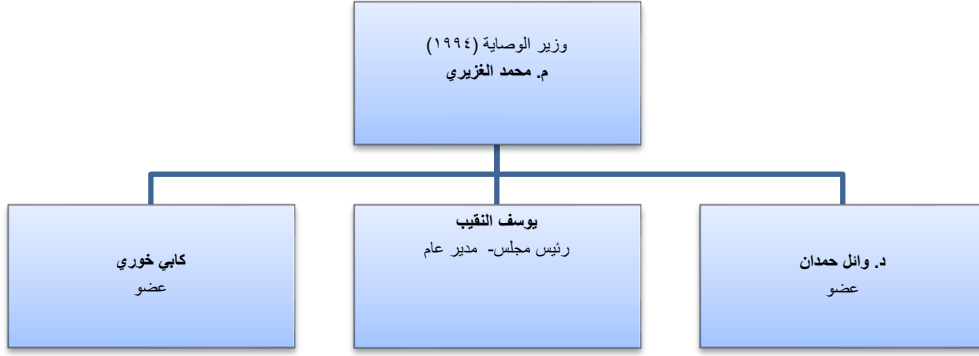 وزير الوصاية (١٩٩٤)
م. محمد الغزيري
د. وائل حمدان
عضو
يوسف النقيب
رئيس مجلس- مدير عام
كابي خوري
عضو